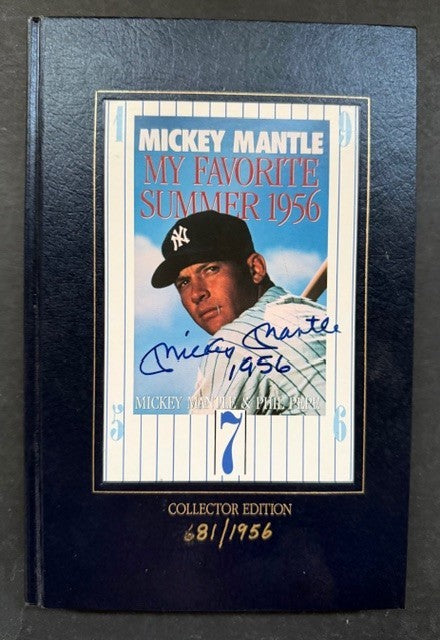 1 9
MICKEY MANTLE
MY FAVORITE
SUMMER 1956
NY
Mickey Mantle
1956
MICKEY MANTLE & PHIL PEPE
5 6
7
COLLECTOR EDITION
681/1956